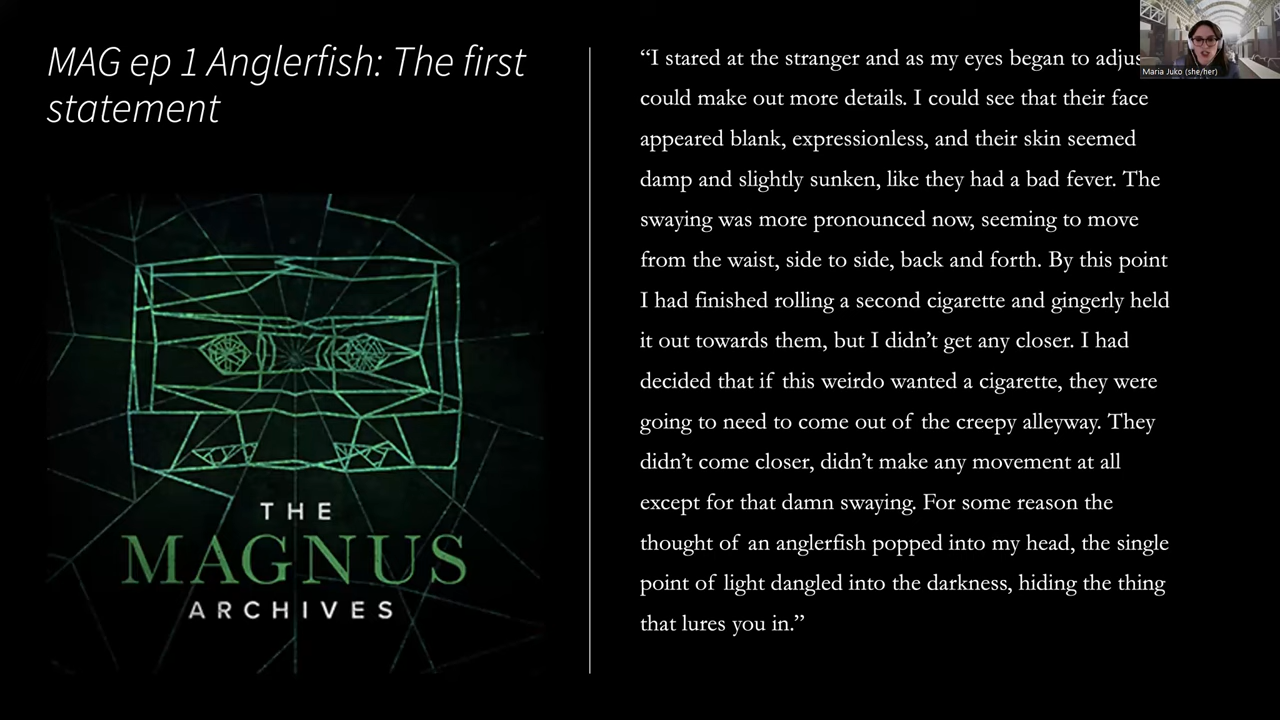 MAG ep 1 Anglerfish: The first
statement
THE
MAGNUS
ARCHIVES
“I stared at the stranger and as my eyes began to adjus
could make out more details. I could see that their face
appeared blank, expressionless, and their skin seemed
damp and slightly sunken, like they had a bad fever. The
swaying was more pronounced now, seeming to move
from the waist, side to side, back and forth. By this point
I had finished rolling a second cigarette and gingerly held
it out towards them, but I didn’t get any closer. I had
decided that if this weirdo wanted a cigarette, they were
going to need to come out of the creepy alleyway. They
didn’t come closer, didn’t make any movement at all
except for that damn swaying. For some reason the
thought of an anglerfish popped into my head, the single
point of light dangled into the darkness, hiding the thing
that lures you in.”
Maria Juko (she/her)